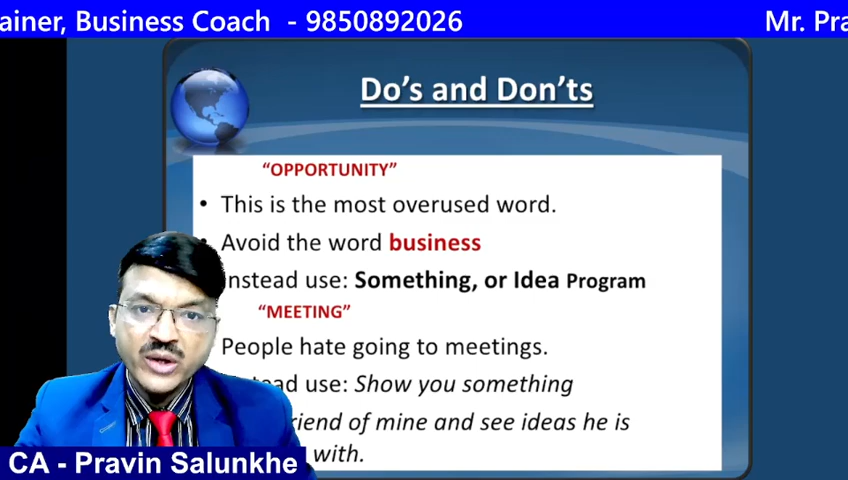 ainer, Business Coach - 9850892026
Mr. Pra
Do's and Don'ts
"OPPORTUNITY"
• This is the most overused word.
• Avoid the word business
nstead use: Something, or Idea Program
"MEETING"
People hate going to meetings.
tead use: Show you something
riend of mine and see ideas he is
with.
CA - Pravin Salunkhe